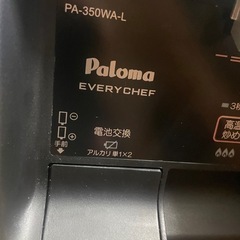 PA-350WA-L
Paloma
EVERYCHEF
電池交換
アルカリ単1×2
手前
高温
炒め